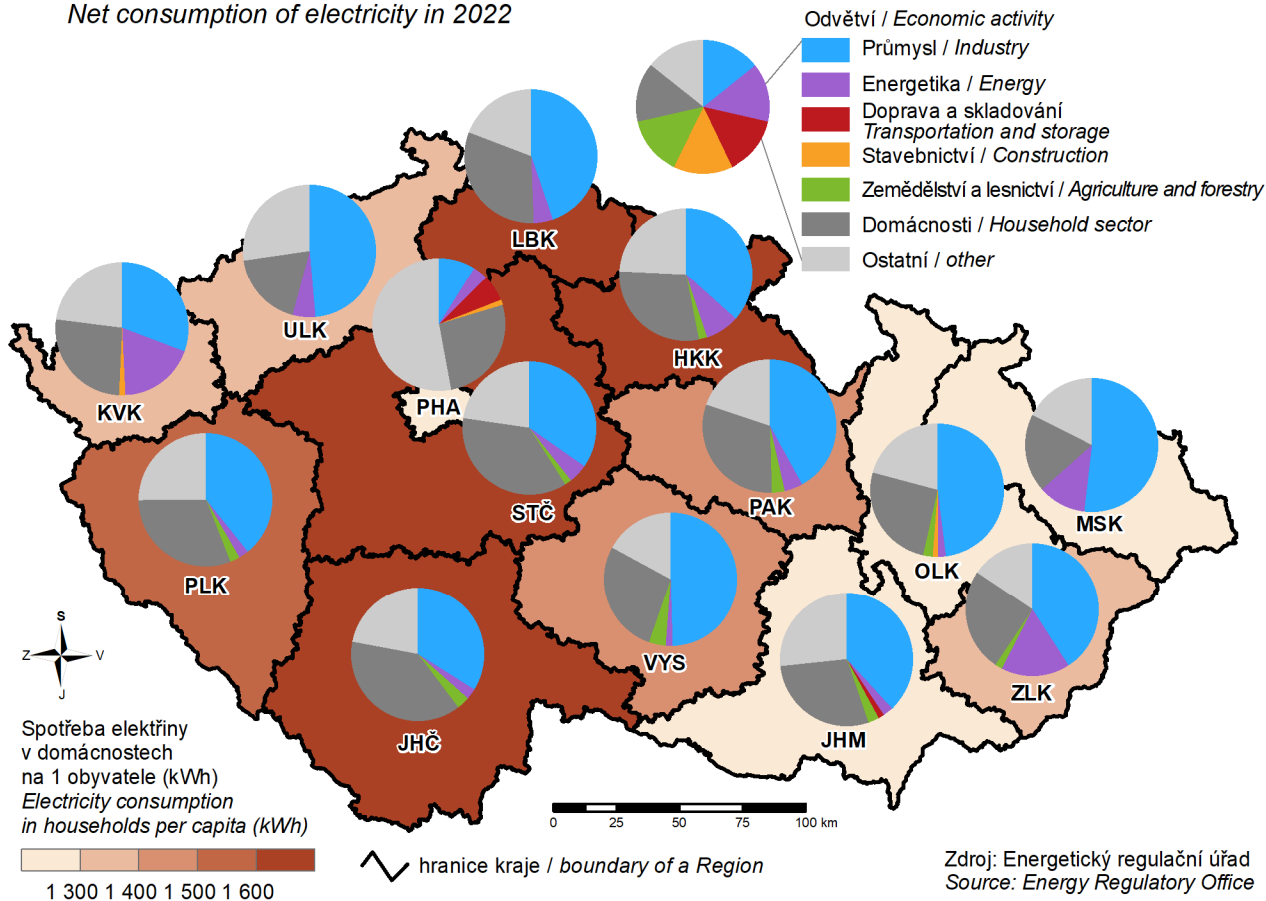 Net consumption of electricity in 2022
Odvětví / Economic activity
Průmysl / Industry
Energetika / Energy
Doprava a skladování
Transportation and storage
Stavebnictví / Construction
Zemědělství a lesnictví / Agriculture and forestry
Domácnosti / Household sector
Ostatní / other
LBK
ULK
HKK
KVK
PHA
STČ
PAK
MSK
OLK
PLK
VYS
ZLK
JHČ
JHM
S
Z V
J
Spotřeba elektřiny
v domácnostech
na 1 obyvatele (kWh)
Electricity consumption
in households per capita (kWh)
1 300 1 400 1 500 1 600
0 25 50 75 100 km
hranice kraje / boundary of a Region
Zdroj: Energetický regulační úřad
Source: Energy Regulatory Office